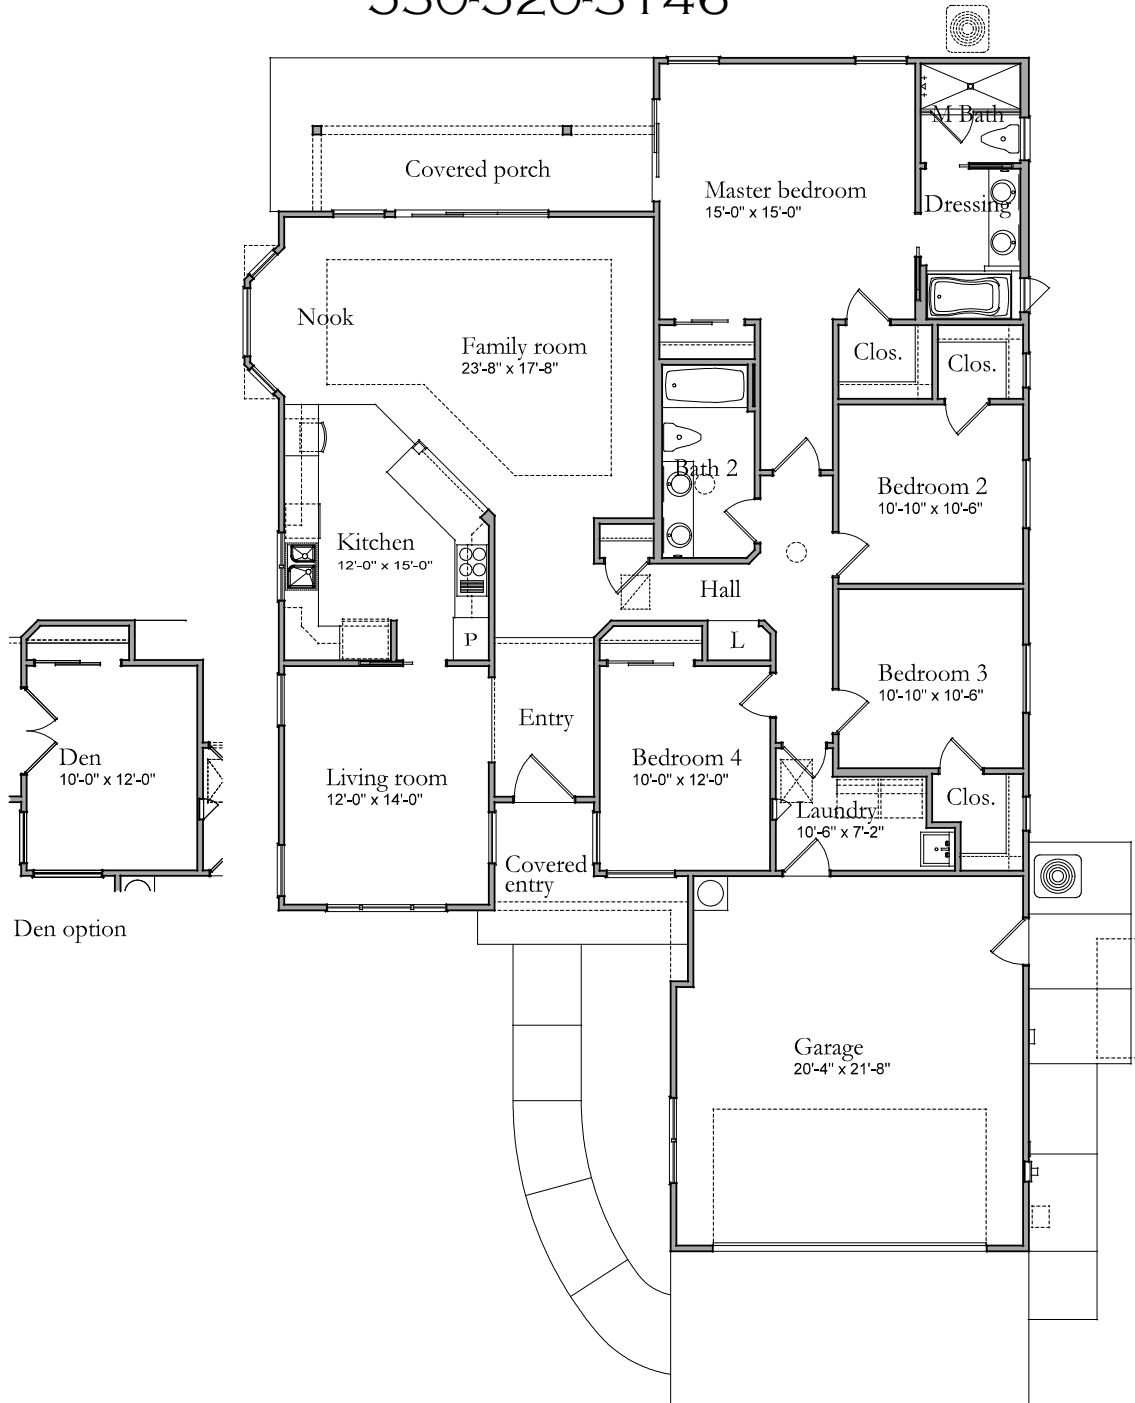 530-520-5146
M Bath
Covered porch
Master bedroom
15'-0" x 15'-0"
Dressing
Nook
Family room
23'-8" x 17'-8"
Clos.
Clos.
Bath 2
Bedroom 2
10'-10" x 10'-6"
Kitchen
12'-0" x 15'-0"
Hall
P
L
Bedroom 3
10'-10" x 10'-6"
Entry
Den
10'-0" x 12'-0"
Living room
12'-0" x 14'-0"
Bedroom 4
10'-0" x 12'-0"
Clos.
Laundry
10'-6" x 7'-2"
Covered
entry
Den option
Garage
20'-4" x 21'-8"